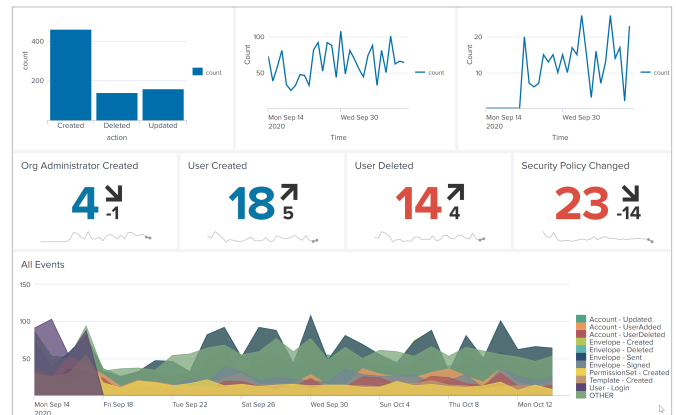 400
200
count
Created
Deleted
Updated
action
count
100
50
Count
Mon Sep 14
2020
Wed Sep 30
Time
count
20
10
Count
Mon Sep 14
2020
Wed Sep 30
Time
count
Org Administrator Created
User Created
User Deleted
Security Policy Changed
4
-1
18
5
14
4
23
-14
All Events
150
100
50
Mon Sep 14
2020
Fri Sep 18
Tue Sep 22
Sat Sep 26
Wed Sep 30
Sun Oct 4
Thu Oct 8
Mon Oct 12
Account - Updated
Account - UserAdded
Account - UserDeleted
Envelope - Created
Envelope - Deleted
Envelope - Sent
Envelope - Signed
PermissionSet - Created
Template - Created
User - Login
OTHER